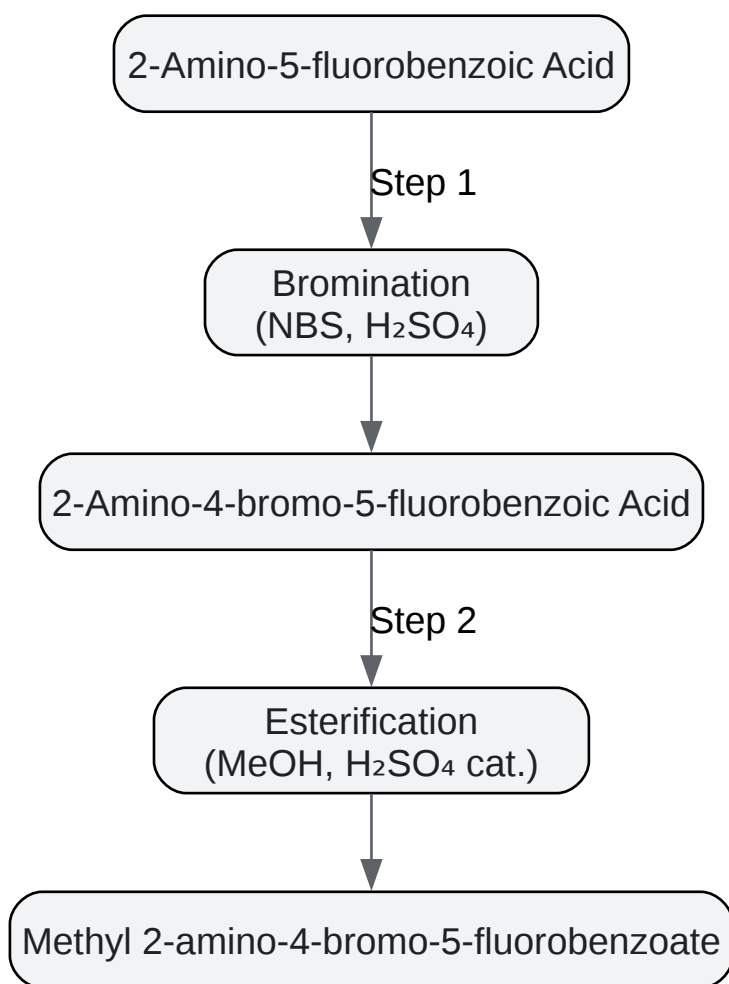 2-Amino-5-fluorobenzoic Acid
Step 1
Bromination
(NBS, H₂SO₄)
2-Amino-4-bromo-5-fluorobenzoic Acid
Step 2
Esterification
(MeOH, H₂SO₄ cat.)
Methyl 2-amino-4-bromo-5-fluorobenzoate